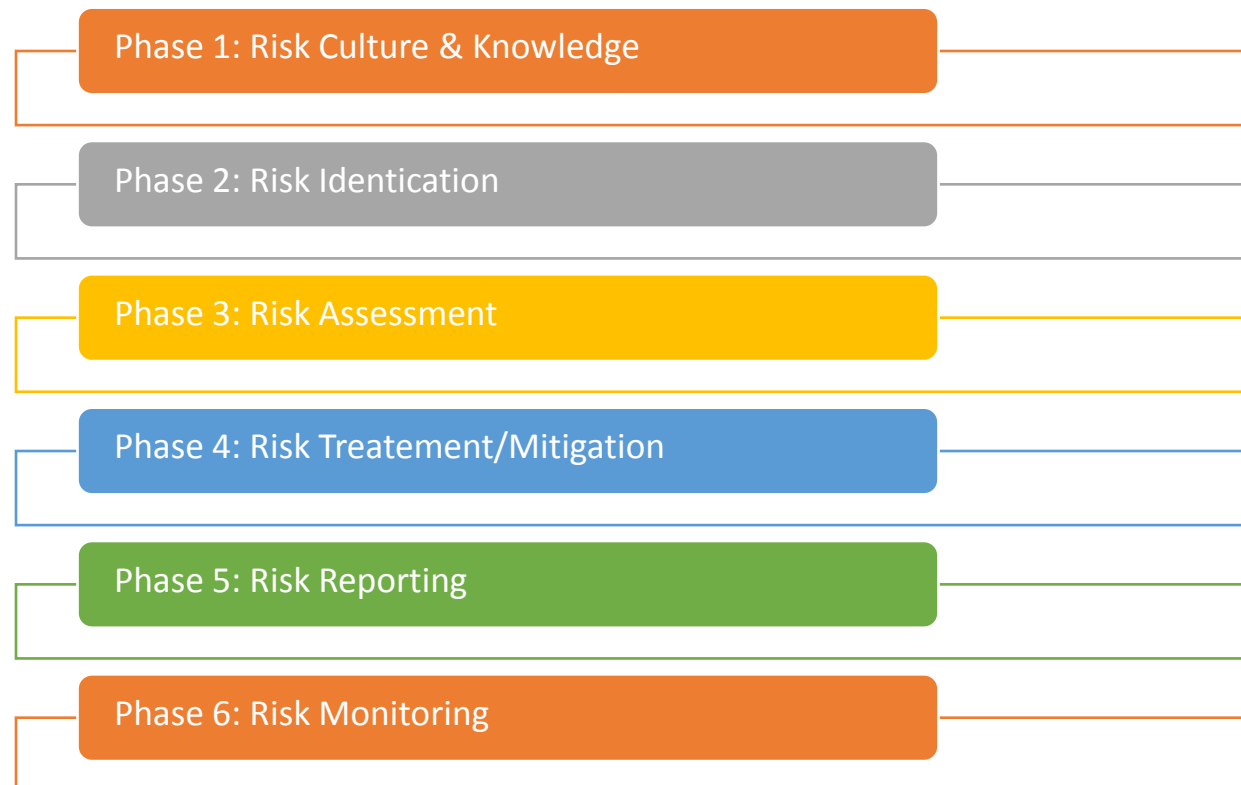 Phase 1: Risk Culture & Knowledge
Phase 2: Risk Identication
Phase 3: Risk Assessment
Phase 4: Risk Treatement/Mitigation
Phase 5: Risk Reporting
Phase 6: Risk Monitoring